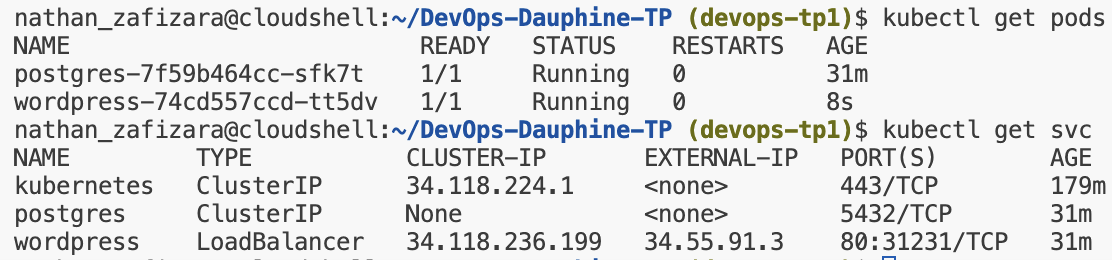 nathan_zafizara@cloudshell:~/DevOps-Dauphine-TP (devops-tp1)$ kubectl get pods
NAME READY STATUS RESTARTS AGE
postgres-7f59b464cc-sfk7t 1/1 Running 0 31m
wordpress-74cd557ccd-tt5dv 1/1 Running 0 8s
nathan_zafizara@cloudshell:~/DevOps-Dauphine-TP (devops-tp1)$ kubectl get svc
NAME TYPE CLUSTER-IP EXTERNAL-IP PORT(S) AGE
kubernetes ClusterIP 34.118.224.1 <none> 443/TCP 179m
postgres ClusterIP None <none> 5432/TCP 31m
wordpress LoadBalancer 34.118.236.199 34.55.91.3 80:31231/TCP 31m